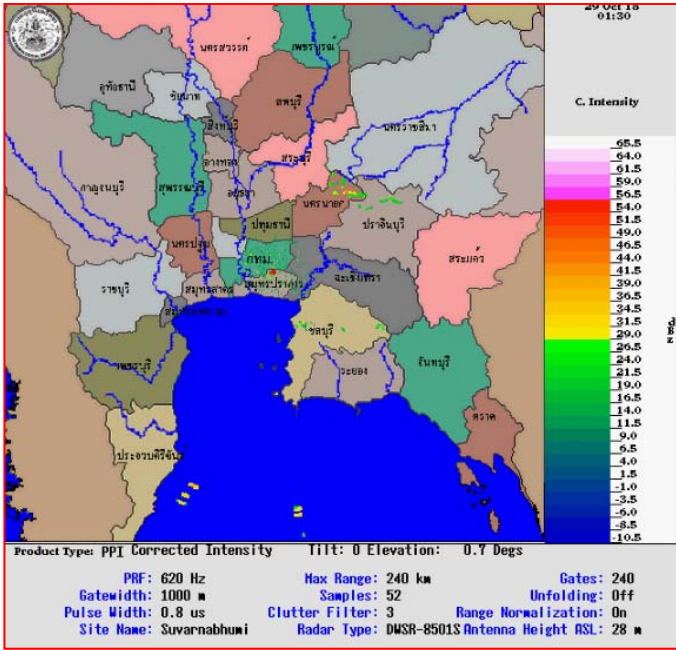 29 Oct 18
01:30
C. Intensity
นครสวรรค์
เพชรบูรณ์
อุทัยธานี
ชัยนาท
ลพบุรี
สิงห์บุรี
นครราชสีมา
อ่างทอง
สระบุรี
กาญจนบุรี
สุพรรณบุรี
อยุธยา
นครนายก
ปราจีนบุรี
ปทุมธานี
นครปฐม
กทม.
สระแก้ว
ราชบุรี
สมุทรสาคร
สมุทรปราการ
ฉะเชิงเทรา
สมุทรสงคราม
ชลบุรี
เพชรบุรี
ระยอง
จันทบุรี
ตราด
ประจวบคีรีขันธ์
65.5
64.0
61.5
59.0
56.5
54.0
51.5
49.0
46.5
44.0
41.5
39.0
36.5
34.0
31.5
29.0
26.5
24.0
21.5
19.0
16.5
14.0
11.5
9.0
6.5
4.0
1.5
-1.0
-3.5
-6.0
-8.5
-10.5
Product Type: PPI Corrected Intensity Tilt: 0 Elevation: 0.7 Degs
PRF: 620 Hz Max Range: 240 km Gates: 240
Gatewidth: 1000 m Samples: 52 Unfolding: Off
Pulse Width: 0.8 us Clutter Filter: 3 Range Normalization: On
Site Name: Suvarnabhumi Radar Type: DWSR-8501S Antenna Height ASL: 28 m